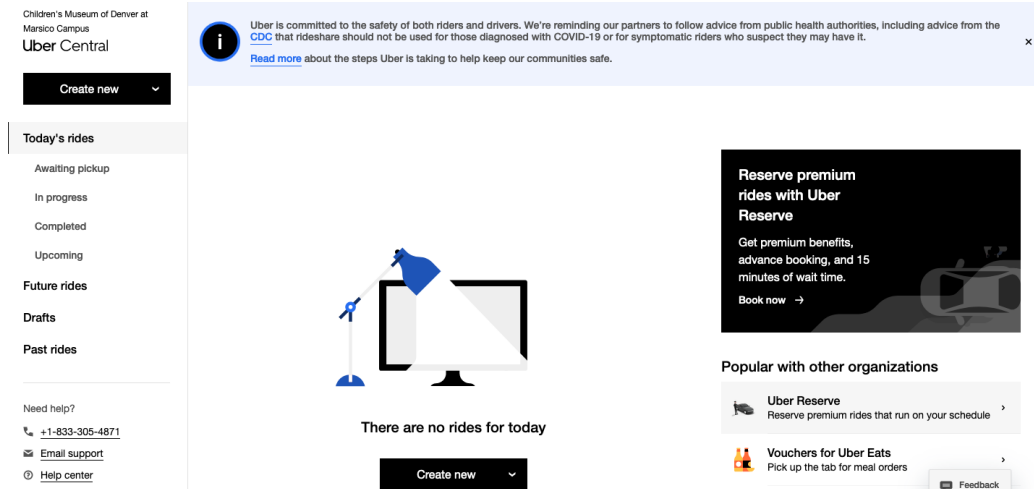 Children's Museum of Denver at
Marsico Campus
Uber Central
Create new
Today's rides
Awaiting pickup
In progress
Completed
Upcoming
Future rides
Drafts
Past rides
Need help?
+1-833-305-4871
Email support
Help center
i
Uber is committed to the safety of both riders and drivers. We're reminding our partners to follow advice from public health authorities, including advice from the
CDC that rideshare should not be used for those diagnosed with COVID-19 or for symptomatic riders who suspect they may have it.
Read more about the steps Uber is taking to help keep our communities safe.
There are no rides for today
Create new
Reserve premium
rides with Uber
Reserve
Get premium benefits,
advance booking, and 15
minutes of wait time.
Book now →
Popular with other organizations
Uber Reserve
Reserve premium rides that run on your schedule
Vouchers for Uber Eats
Pick up the tab for meal orders
Feedback